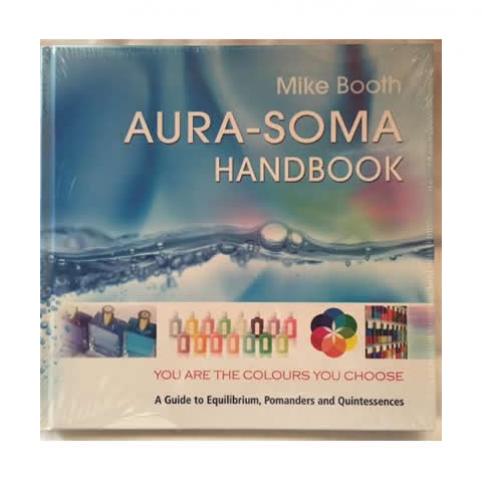 Mike Booth
AURA-SOMA
HANDBOOK
YOU ARE THE COLOURS YOU CHOOSE
A Guide to Equilibrium, Pomanders and Quintessences